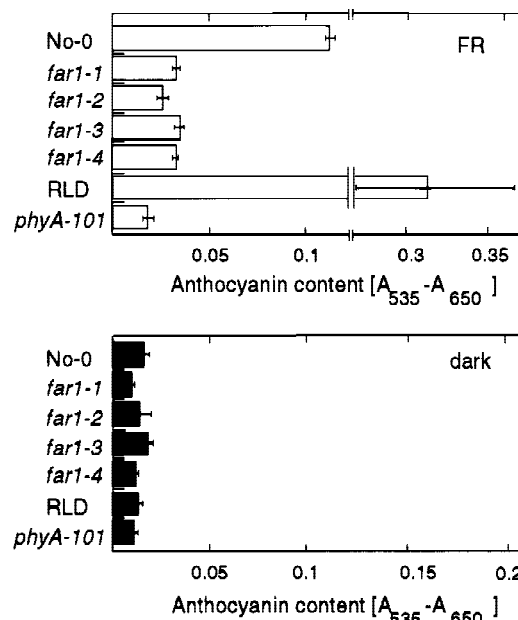 No-0
FR
far1-1
far1-2
far1-3
far1-4
RLD
phyA-101
0.05 0.1 0.3 0.35
Anthocyanin content [A535-A650 ]
No-0
dark
far1-1
far1-2
far1-3
far1-4
RLD
phyA-101
0.05 0.1 0.15 0.2
Anthocyanin content [A535-A650 ]